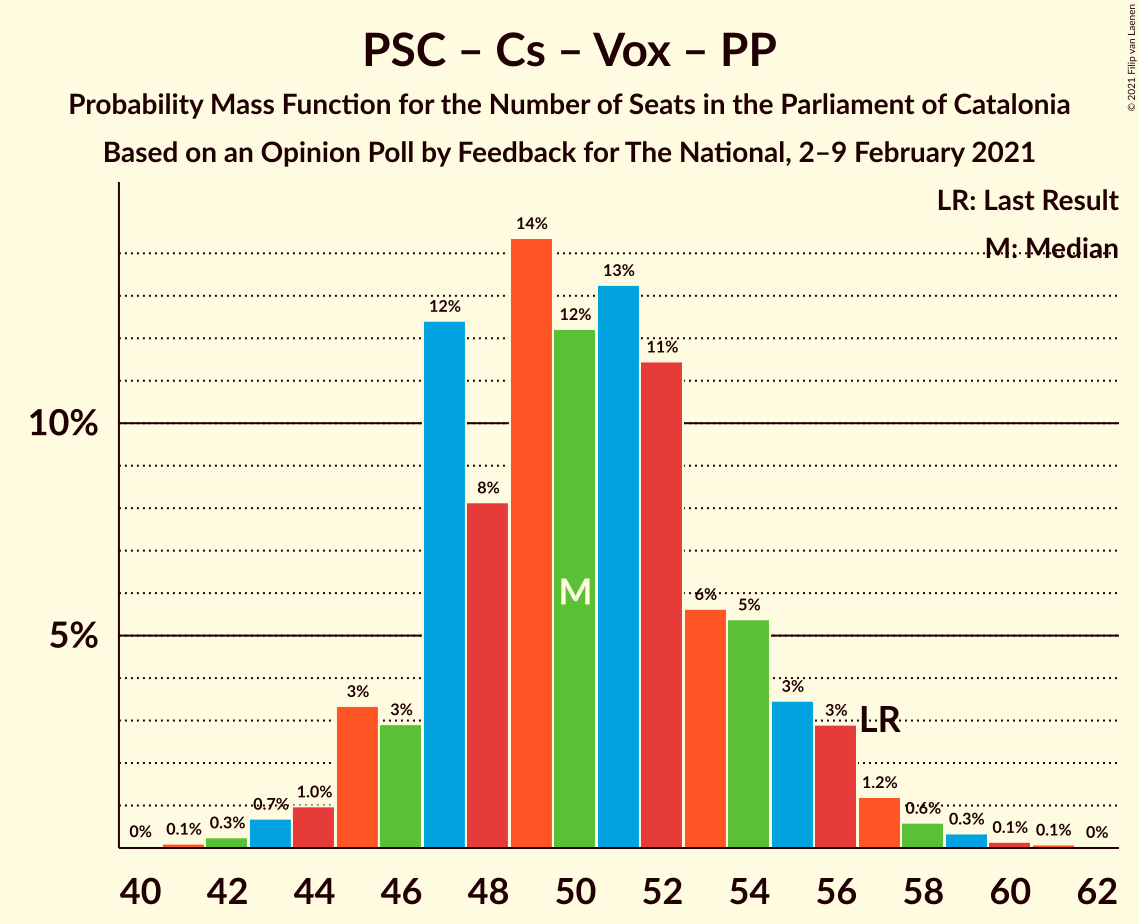 PSC – Cs – Vox – PP
Probability Mass Function for the Number of Seats in the Parliament of Catalonia
Based on an Opinion Poll by Feedback for The National, 2–9 February 2021
© 2021 Filip van Laenen
LR: Last Result
M: Median
10%
5%
0%
0.1%
0.3%
0.7%
1.0%
3%
3%
12%
8%
14%
12%
13%
11%
6%
5%
3%
3%
1.2%
0.6%
0.3%
0.1%
0.1%
0%
M
LR
40 42 44 46 48 50 52 54 56 58 60 62